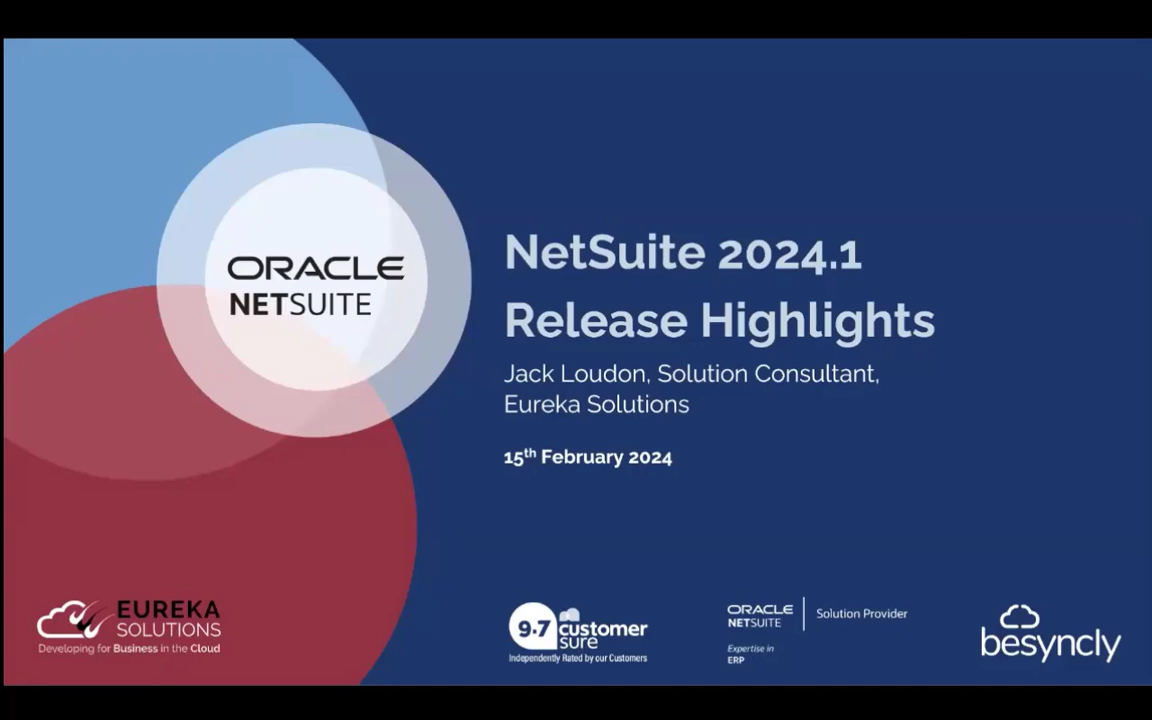 ORACLE
NETSUITE
NetSuite 2024.1
Release Highlights
Jack Loudon, Solution Consultant,
Eureka Solutions
15th February 2024
EUREKA
SOLUTIONS
Developing for Business in the Cloud
9.7 customer
sure
Independently Rated by our Customers
ORACLE
NETSUITE
Solution Provider
Expertise in
ERP
besyncly